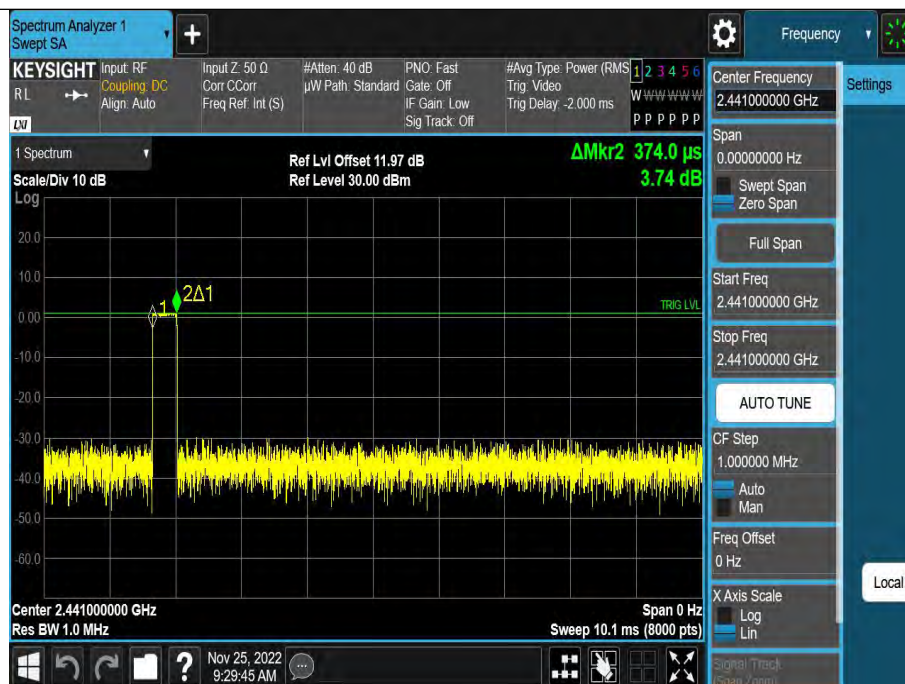 Spectrum Analyzer 1
Swept SA
+
Frequency
KEYSIGHT
RL
LXI
Input: RF
Coupling: DC
Align: Auto
Input Z: 50 Ω
Corr CCorr
Freq Ref: Int (S)
#Atten: 40 dB
µW Path: Standard
PNO: Fast
Gate: Off
IF Gain: Low
Sig Track: Off
#Avg Type: Power (RMS
Trig: Video
Trig Delay: -2.000 ms
1 2 3 4 5 6
W W W W W W
P P P P P P
1 Spectrum
Scale/Div 10 dB
Log
Ref Lvl Offset 11.97 dB
Ref Level 30.00 dBm
ΔMkr2 374.0 µs
3.74 dB
20.0
10.0
0.00
-10.0
-20.0
-30.0
-40.0
-50.0
-60.0
1
2Δ1
TRIG LVL
Center 2.441000000 GHz
Res BW 1.0 MHz
Span 0 Hz
Sweep 10.1 ms (8000 pts)
Center Frequency
2.441000000 GHz
Span
0.00000000 Hz
Swept Span
Zero Span
Full Span
Start Freq
2.441000000 GHz
Stop Freq
2.441000000 GHz
AUTO TUNE
CF Step
1.000000 MHz
Auto
Man
Freq Offset
0 Hz
X Axis Scale
Log
Lin
Signal Track
(Span Zoom)
Settings
Local
?
Nov 25, 2022
9:29:45 AM